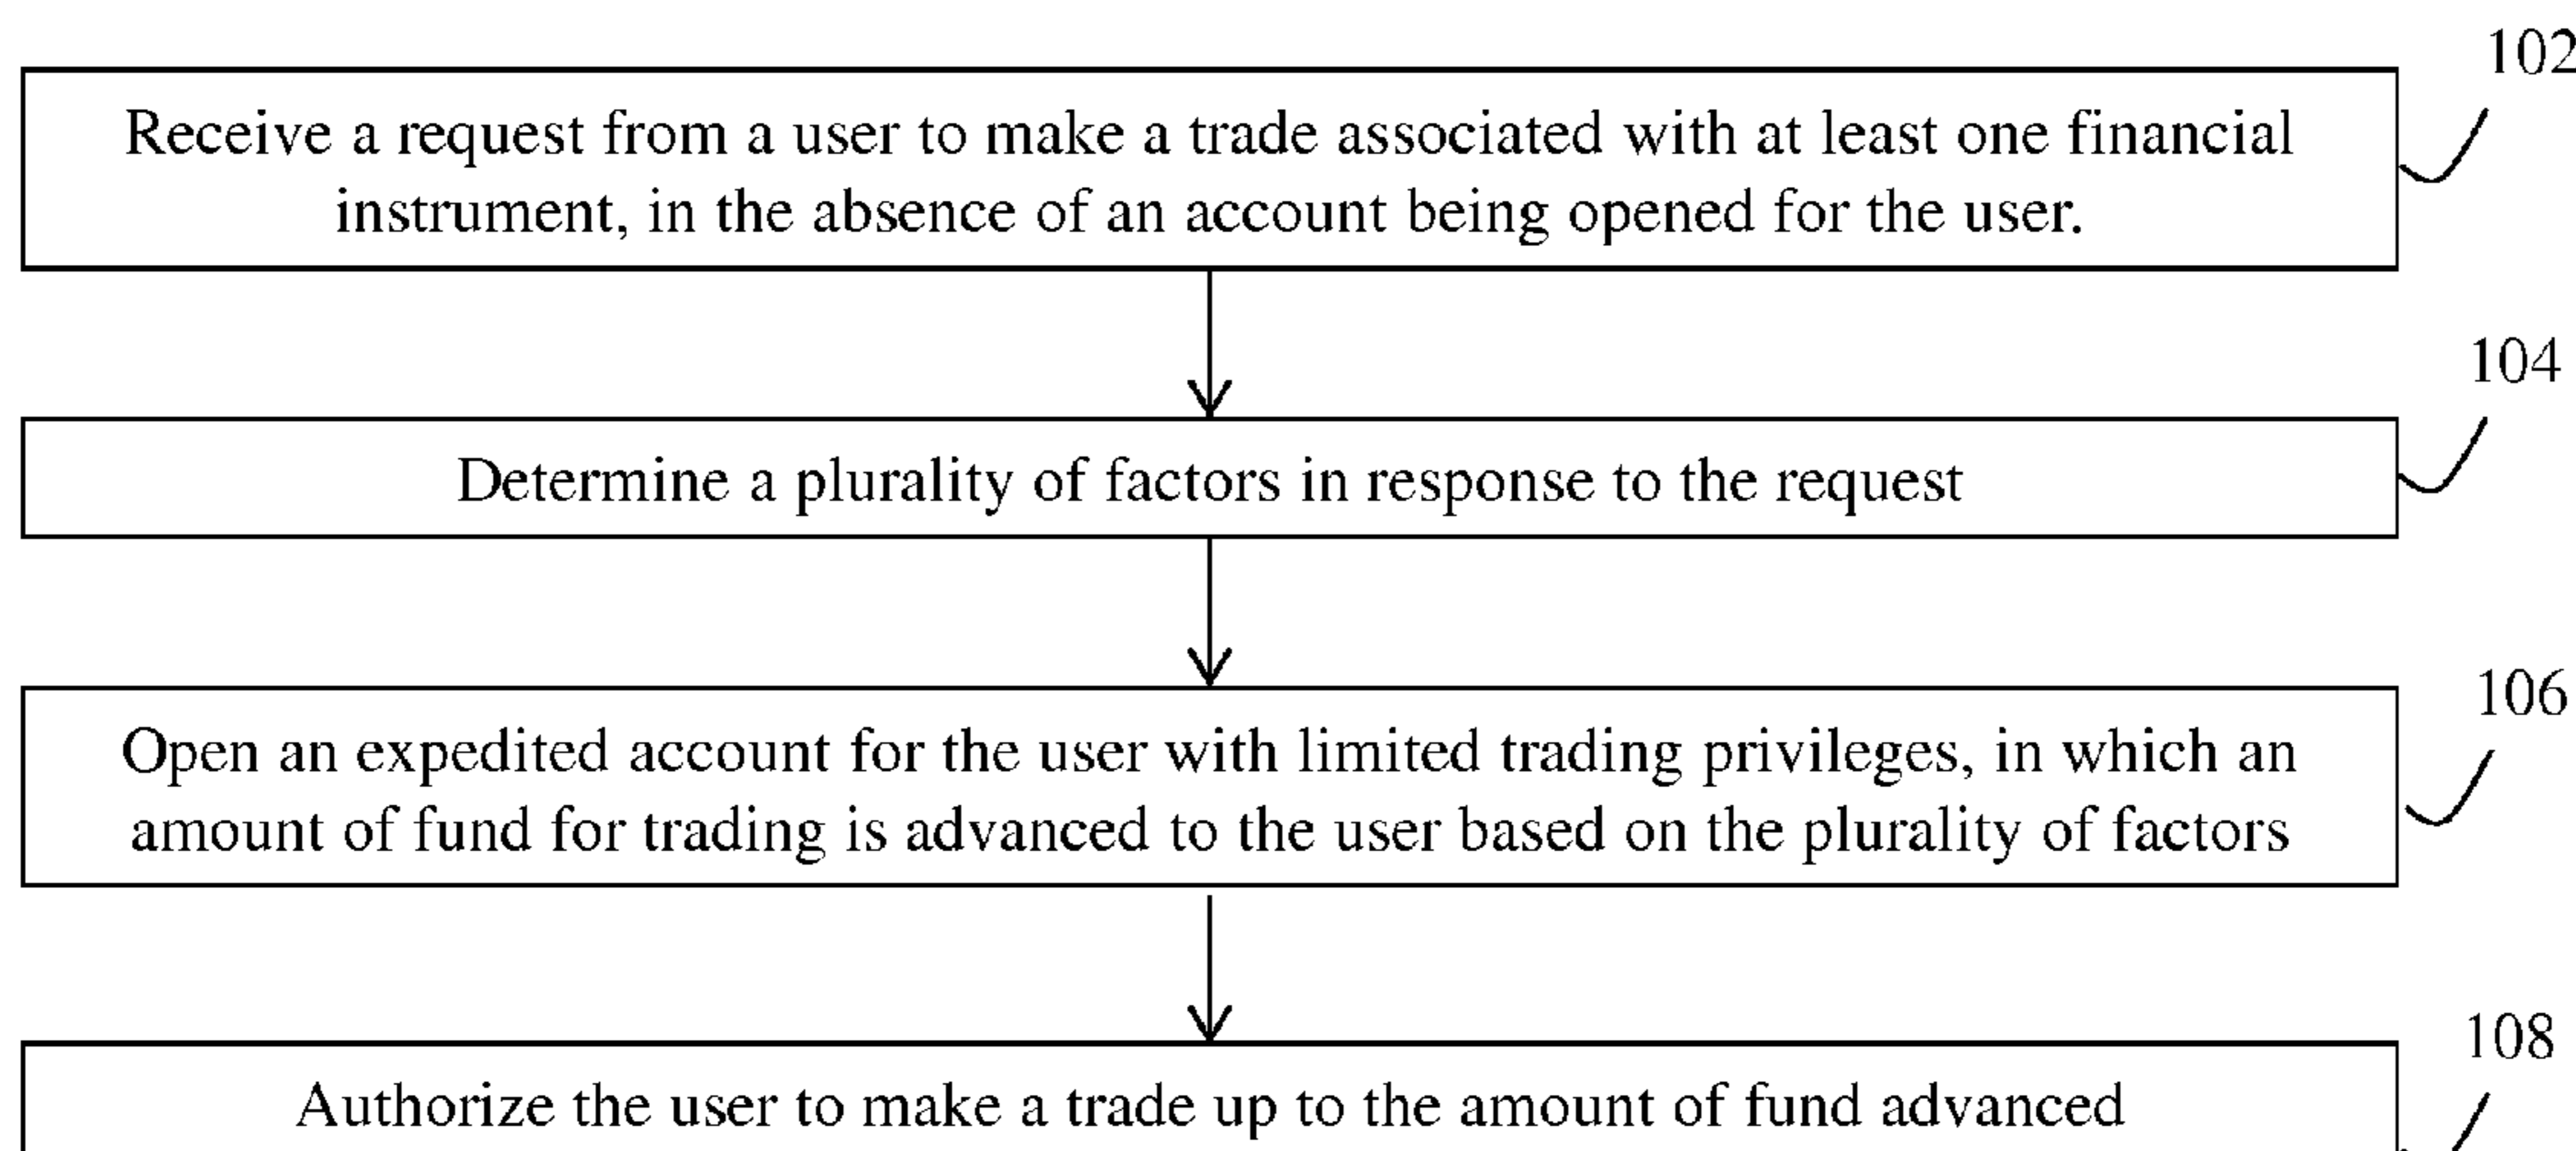 102
Receive a request from a user to make a trade associated with at least one financial
instrument, in the absence of an account being opened for the user.
104
Determine a plurality of factors in response to the request
106
Open an expedited account for the user with limited trading privileges, in which an
amount of fund for trading is advanced to the user based on the plurality of factors
108
Authorize the user to make a trade up to the amount of fund advanced